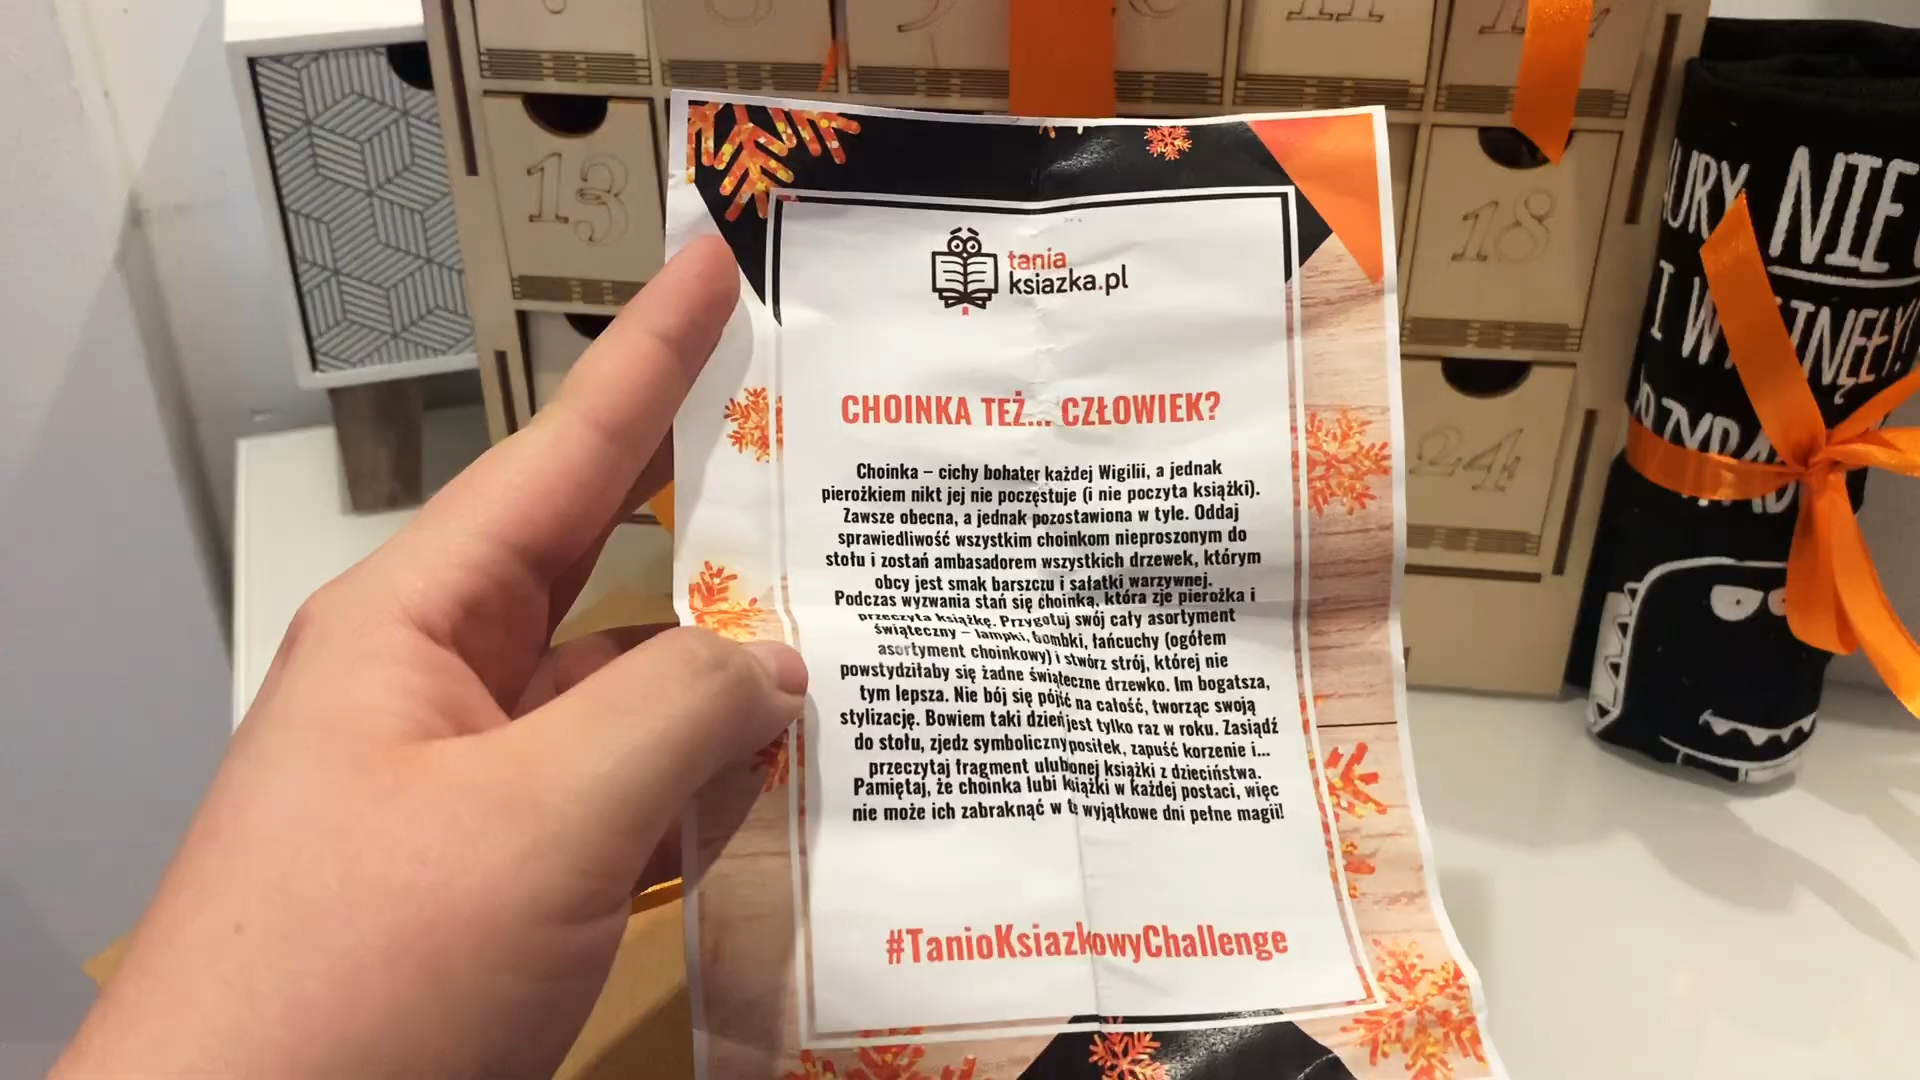 11
13
18
24
tania
ksiazka.pl
CHOINKA TEŻ... CZŁOWIEK?
Choinka – cichy bohater każdej Wigilii, a jednak
pierożkiem nikt jej nie poczęstuje (i nie poczyta książki).
Zawsze obecna, a jednak pozostawiona w tyle. Oddaj
sprawiedliwość wszystkim choinkom nieproszonym do
stołu i zostań ambasadorem wszystkich drzewek, którym
obcy jest smak barszczu i sałatki warzywnej.
Podczas wyzwania stań się choinką, która zje pierożka i
przeczyta książkę. Przygotuj swój cały asortyment
świąteczny – lampki, bombki, łańcuchy (ogółem
asortyment choinkowy) i stwórz strój, której nie
powstydziłaby się żadne świąteczne drzewko. Im bogatsza,
tym lepsza. Nie bój się pójść na całość, tworząc swoją
stylizację. Bowiem taki dzień jest tylko raz w roku. Zasiądź
do stołu, zjedz symboliczny posiłek, zapuść korzenie i...
przeczytaj fragment ulubionej książki z dzieciństwa.
Pamiętaj, że choinka lubi książki w każdej postaci, więc
nie może ich zabraknąć w te wyjątkowe dni pełne magii!
#TanioKsiazkowyChallenge
NIE
I